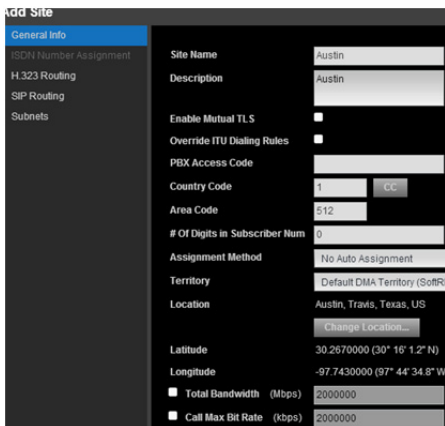 Add Site
General Info
ISDN Number Assignment
H.323 Routing
SIP Routing
Subnets
Site Name Austin
Description Austin
Enable Mutual TLS
Override ITU Dialing Rules
PBX Access Code
Country Code 1 CC
Area Code 512
# Of Digits in Subscriber Num 0
Assignment Method No Auto Assignment
Territory Default DMA Territory (SoftR
Location Austin, Travis, Texas, US
Change Location...
Latitude 30.2670000 (30° 16' 1.2" N)
Longitude -97.7430000 (97° 44' 34.8" W
Total Bandwidth (Mbps) 2000000
Call Max Bit Rate (kbps) 2000000